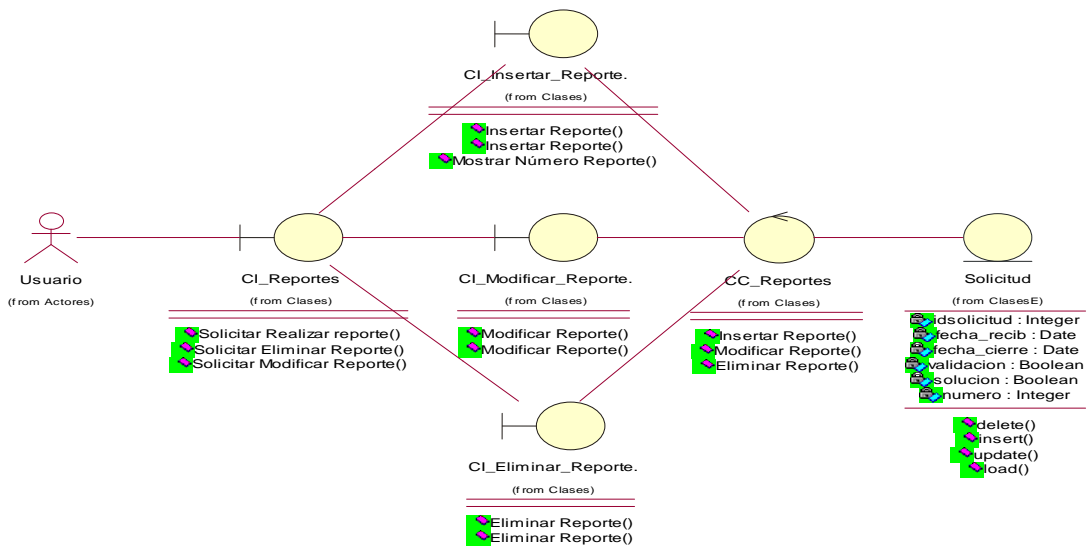 CI_Insertar_Reporte.
(from Clases)
Insertar Reporte()
Insertar Reporte()
Mostrar Número Reporte()
Usuario
(from Actores)
CI_Reportes
(from Clases)
Solicitar Realizar reporte()
Solicitar Eliminar Reporte()
Solicitar Modificar Reporte()
CI_Modificar_Reporte.
(from Clases)
Modificar Reporte()
Modificar Reporte()
CC_Reportes
(from Clases)
Insertar Reporte()
Modificar Reporte()
Eliminar Reporte()
Solicitud
(from ClasesE)
idsolicitud : Integer
fecha_recib : Date
fecha_cierre : Date
validacion : Boolean
solucion : Boolean
numero : Integer
delete()
insert()
update()
load()
CI_Eliminar_Reporte.
(from Clases)
Eliminar Reporte()
Eliminar Reporte()